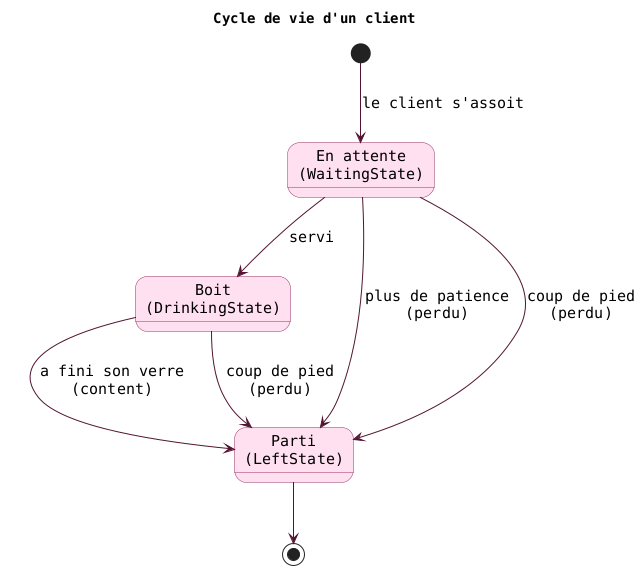 Cycle de vie d'un client
le client s'assoit
En attente
(WaitingState)
servi
Boit
(DrinkingState)
plus de patience
(perdu)
coup de pied
(perdu)
a fini son verre
(content)
coup de pied
(perdu)
Parti
(LeftState)